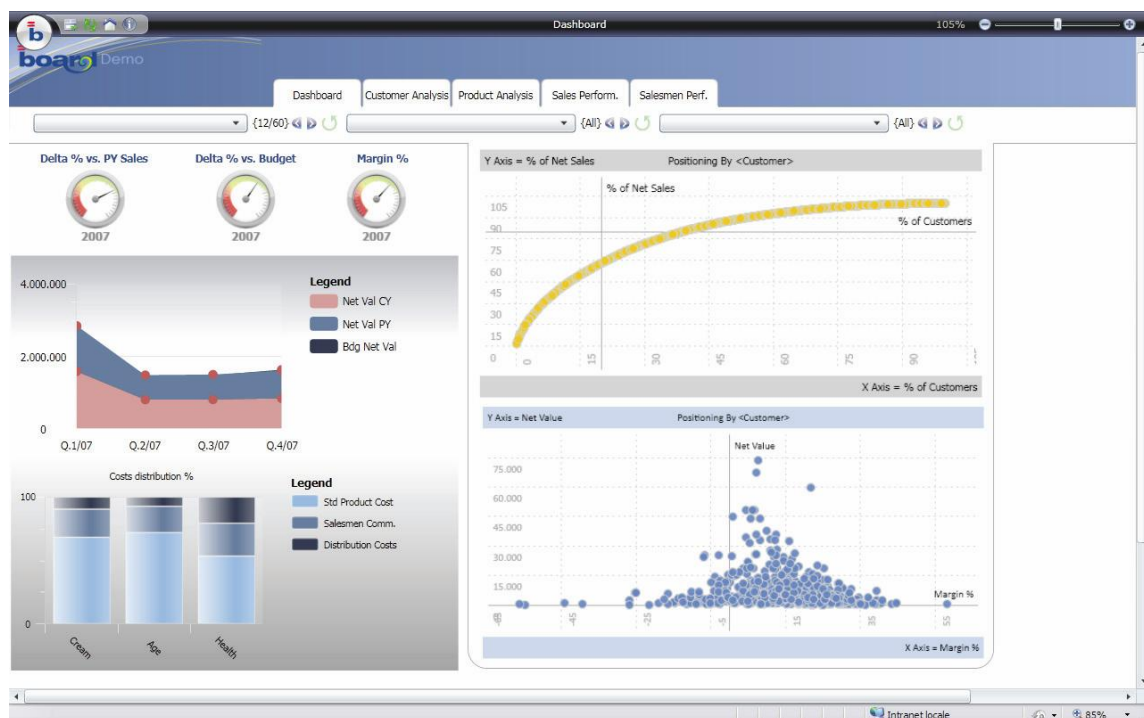 Dashboard
105%
b
board Demo
Dashboard
Customer Analysis
Product Analysis
Sales Perform.
Salesmen Perf.
{12/60}
{All}
{All}
Delta % vs. PY Sales
Delta % vs. Budget
Margin %
2007
2007
2007
4.000.000
2.000.000
0
Q.1/07
Q.2/07
Q.3/07
Q.4/07
Legend
Net Val CY
Net Val PY
Bdg Net Val
Costs distribution %
100
0
Cream
Age
Health
Legend
Std Product Cost
Salesmen Comm.
Distribution Costs
Y Axis = % of Net Sales
Positioning By <Customer>
% of Net Sales
% of Customers
105
90
75
60
45
30
15
0
0
15
30
45
60
75
90
X Axis = % of Customers
Y Axis = Net Value
Positioning By <Customer>
Net Value
75.000
60.000
45.000
30.000
15.000
Margin %
-65
-45
-25
-5
15
35
55
X Axis = Margin %
Intranet locale
85%